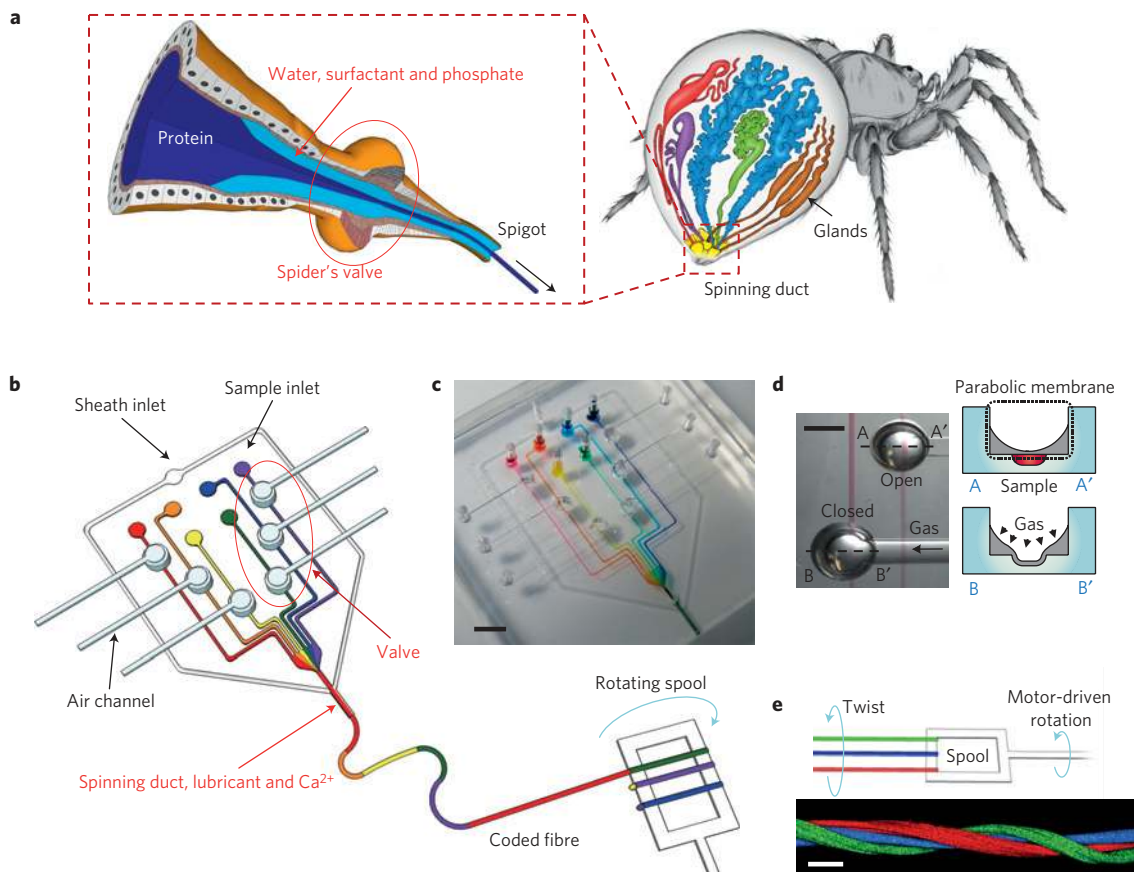 a
Water, surfactant and phosphate
Protein
Spigot
Spider's valve
Glands
Spinning duct
b
Sample inlet
Sheath inlet
Valve
Air channel
Spinning duct, lubricant and Ca²⁺
Coded fibre
Rotating spool
c
d
Parabolic membrane
A A′
Open
A Sample A′
Closed
Gas
B B′
Gas
B B′
e
Twist
Motor-driven
rotation
Spool